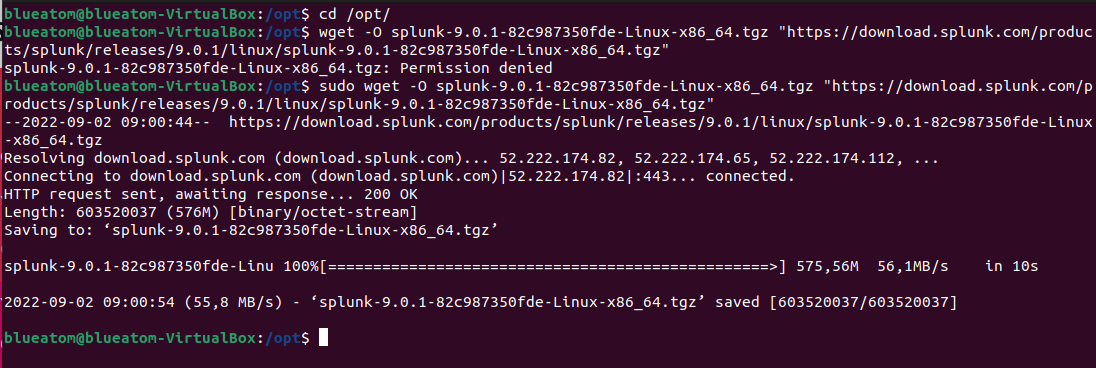 blueatom@blueatom-VirtualBox:/opt$ cd /opt/
blueatom@blueatom-VirtualBox:/opt$ wget -O splunk-9.0.1-82c987350fde-Linux-x86_64.tgz "https://download.splunk.com/produc
ts/splunk/releases/9.0.1/linux/splunk-9.0.1-82c987350fde-Linux-x86_64.tgz"
splunk-9.0.1-82c987350fde-Linux-x86_64.tgz: Permission denied
blueatom@blueatom-VirtualBox:/opt$ sudo wget -O splunk-9.0.1-82c987350fde-Linux-x86_64.tgz "https://download.splunk.com/p
roducts/splunk/releases/9.0.1/linux/splunk-9.0.1-82c987350fde-Linux-x86_64.tgz"
--2022-09-02 09:00:44--  https://download.splunk.com/products/splunk/releases/9.0.1/linux/splunk-9.0.1-82c987350fde-Linux
-x86_64.tgz
Resolving download.splunk.com (download.splunk.com)... 52.222.174.82, 52.222.174.65, 52.222.174.112, ...
Connecting to download.splunk.com (download.splunk.com)|52.222.174.82|:443... connected.
HTTP request sent, awaiting response... 200 OK
Length: 603520037 (576M) [binary/octet-stream]
Saving to: ‘splunk-9.0.1-82c987350fde-Linux-x86_64.tgz’
splunk-9.0.1-82c987350fde-Linu 100%[=================================================>] 575,56M  56,1MB/s    in 10s
2022-09-02 09:00:54 (55,8 MB/s) - ‘splunk-9.0.1-82c987350fde-Linux-x86_64.tgz’ saved [603520037/603520037]
blueatom@blueatom-VirtualBox:/opt$